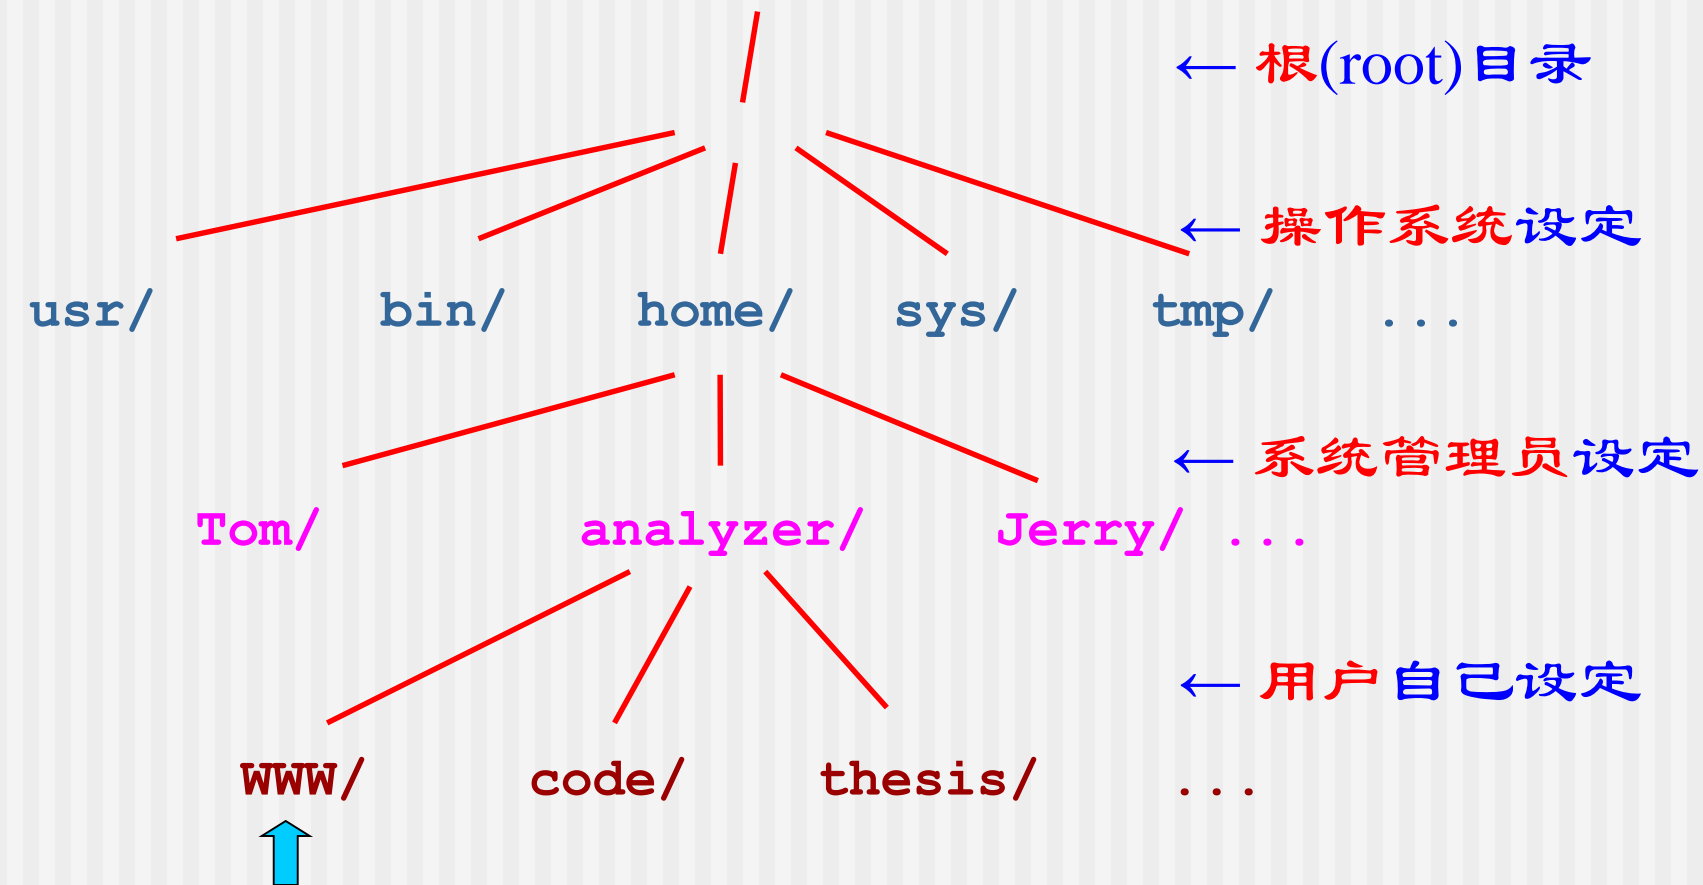 /
← 根(root)目录
← 操作系统设定
usr/ bin/ home/ sys/ tmp/ ...
← 系统管理员设定
Tom/ analyzer/ Jerry/ ...
← 用户自己设定
WWW/ code/ thesis/ ...